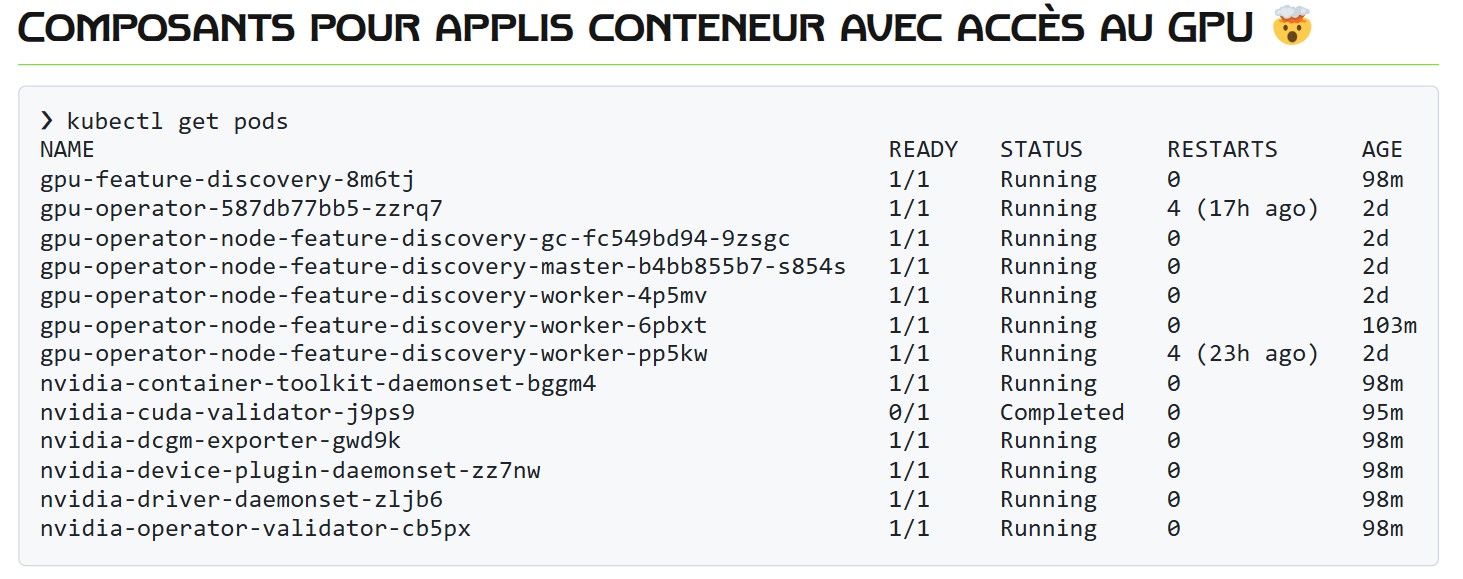 Composants pour applis conteneur avec accès au GPU 🤯
❯ kubectl get pods
NAME READY STATUS RESTARTS AGE
gpu-feature-discovery-8m6tj 1/1 Running 0 98m
gpu-operator-587db77bb5-zzrq7 1/1 Running 4 (17h ago) 2d
gpu-operator-node-feature-discovery-gc-fc549bd94-9zsgc 1/1 Running 0 2d
gpu-operator-node-feature-discovery-master-b4bb855b7-s854s 1/1 Running 0 2d
gpu-operator-node-feature-discovery-worker-4p5mv 1/1 Running 0 2d
gpu-operator-node-feature-discovery-worker-6pbxt 1/1 Running 0 103m
gpu-operator-node-feature-discovery-worker-pp5kw 1/1 Running 4 (23h ago) 2d
nvidia-container-toolkit-daemonset-bggm4 1/1 Running 0 98m
nvidia-cuda-validator-j9ps9 0/1 Completed 0 95m
nvidia-dcgm-exporter-gwd9k 1/1 Running 0 98m
nvidia-device-plugin-daemonset-zz7nw 1/1 Running 0 98m
nvidia-driver-daemonset-zljb6 1/1 Running 0 98m
nvidia-operator-validator-cb5px 1/1 Running 0 98m